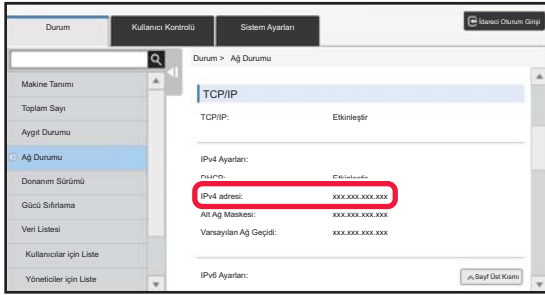 Durum
Kullanıcı Kontrolü
Sistem Ayarları
İdareci Oturum Girişi
Durum > Ağ Durumu
Makine Tanımı
Toplam Sayı
Aygıt Durumu
Ağ Durumu
Donanım Sürümü
Gücü Sıfırlama
Veri Listesi
Kullanıcılar için Liste
Yöneticiler için Liste
TCP/IP
TCP/IP: Etkinleştir
IPv4 Ayarları:
DHCP: Etkinleştir
IPv4 adresi: xxx.xxx.xxx.xxx
Alt Ağ Maskesi: xxx.xxx.xxx.xxx
Varsayılan Ağ Geçidi: xxx.xxx.xxx.xxx
IPv6 Ayarları:
Sayf Üst Kısmı